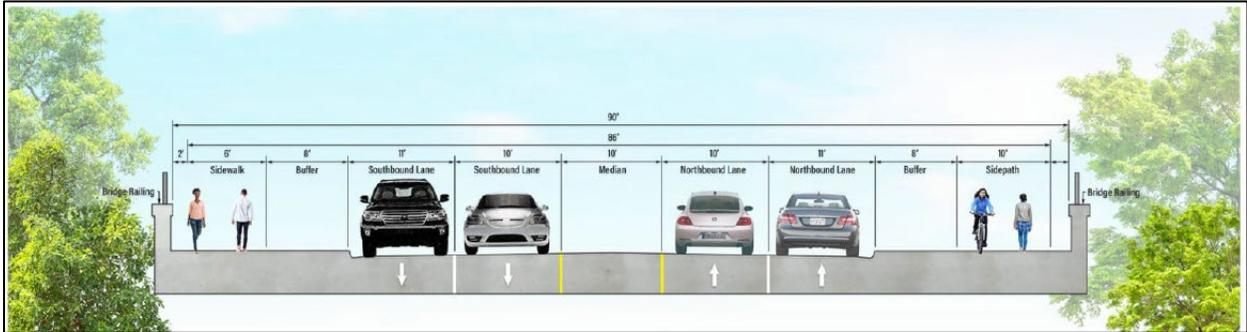 90'
86'
2' 6' 8' 11' 10' 10' 10' 11' 8' 10'
Sidewalk Buffer Southbound Lane Southbound Lane Median Northbound Lane Northbound Lane Buffer Sidepath
Bridge Railing Bridge Railing